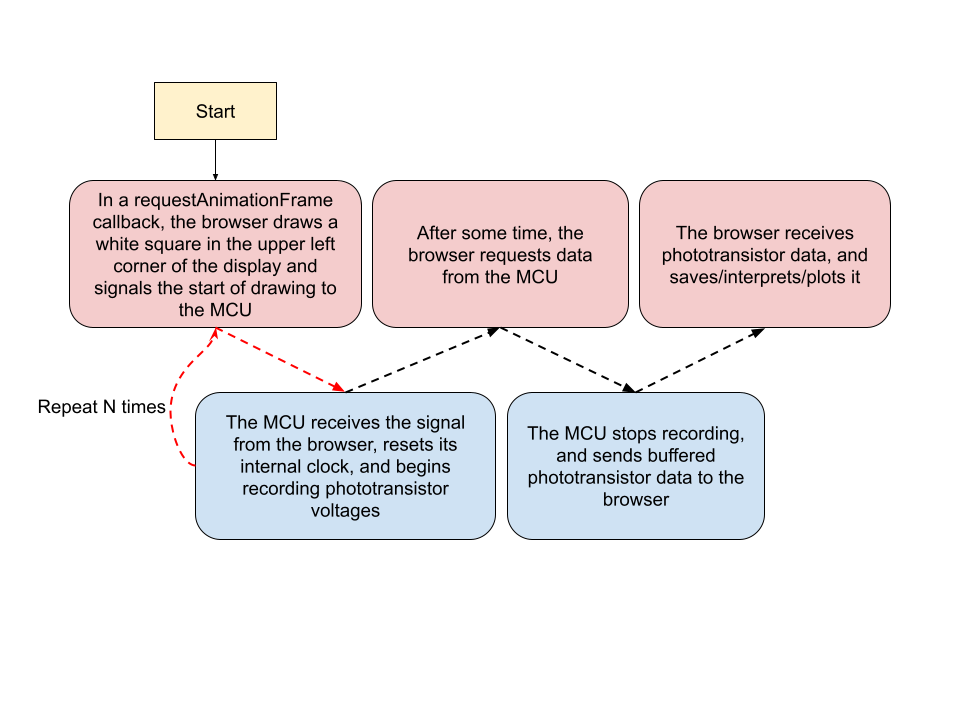 Start
In a requestAnimationFrame
callback, the browser draws a
white square in the upper left
corner of the display and
signals the start of drawing to
the MCU
After some time, the
browser requests data
from the MCU
The browser receives
phototransistor data, and
saves/interprets/plots it
Repeat N times
The MCU receives the signal
from the browser, resets its
internal clock, and begins
recording phototransistor
voltages
The MCU stops recording,
and sends buffered
phototransistor data to the
browser